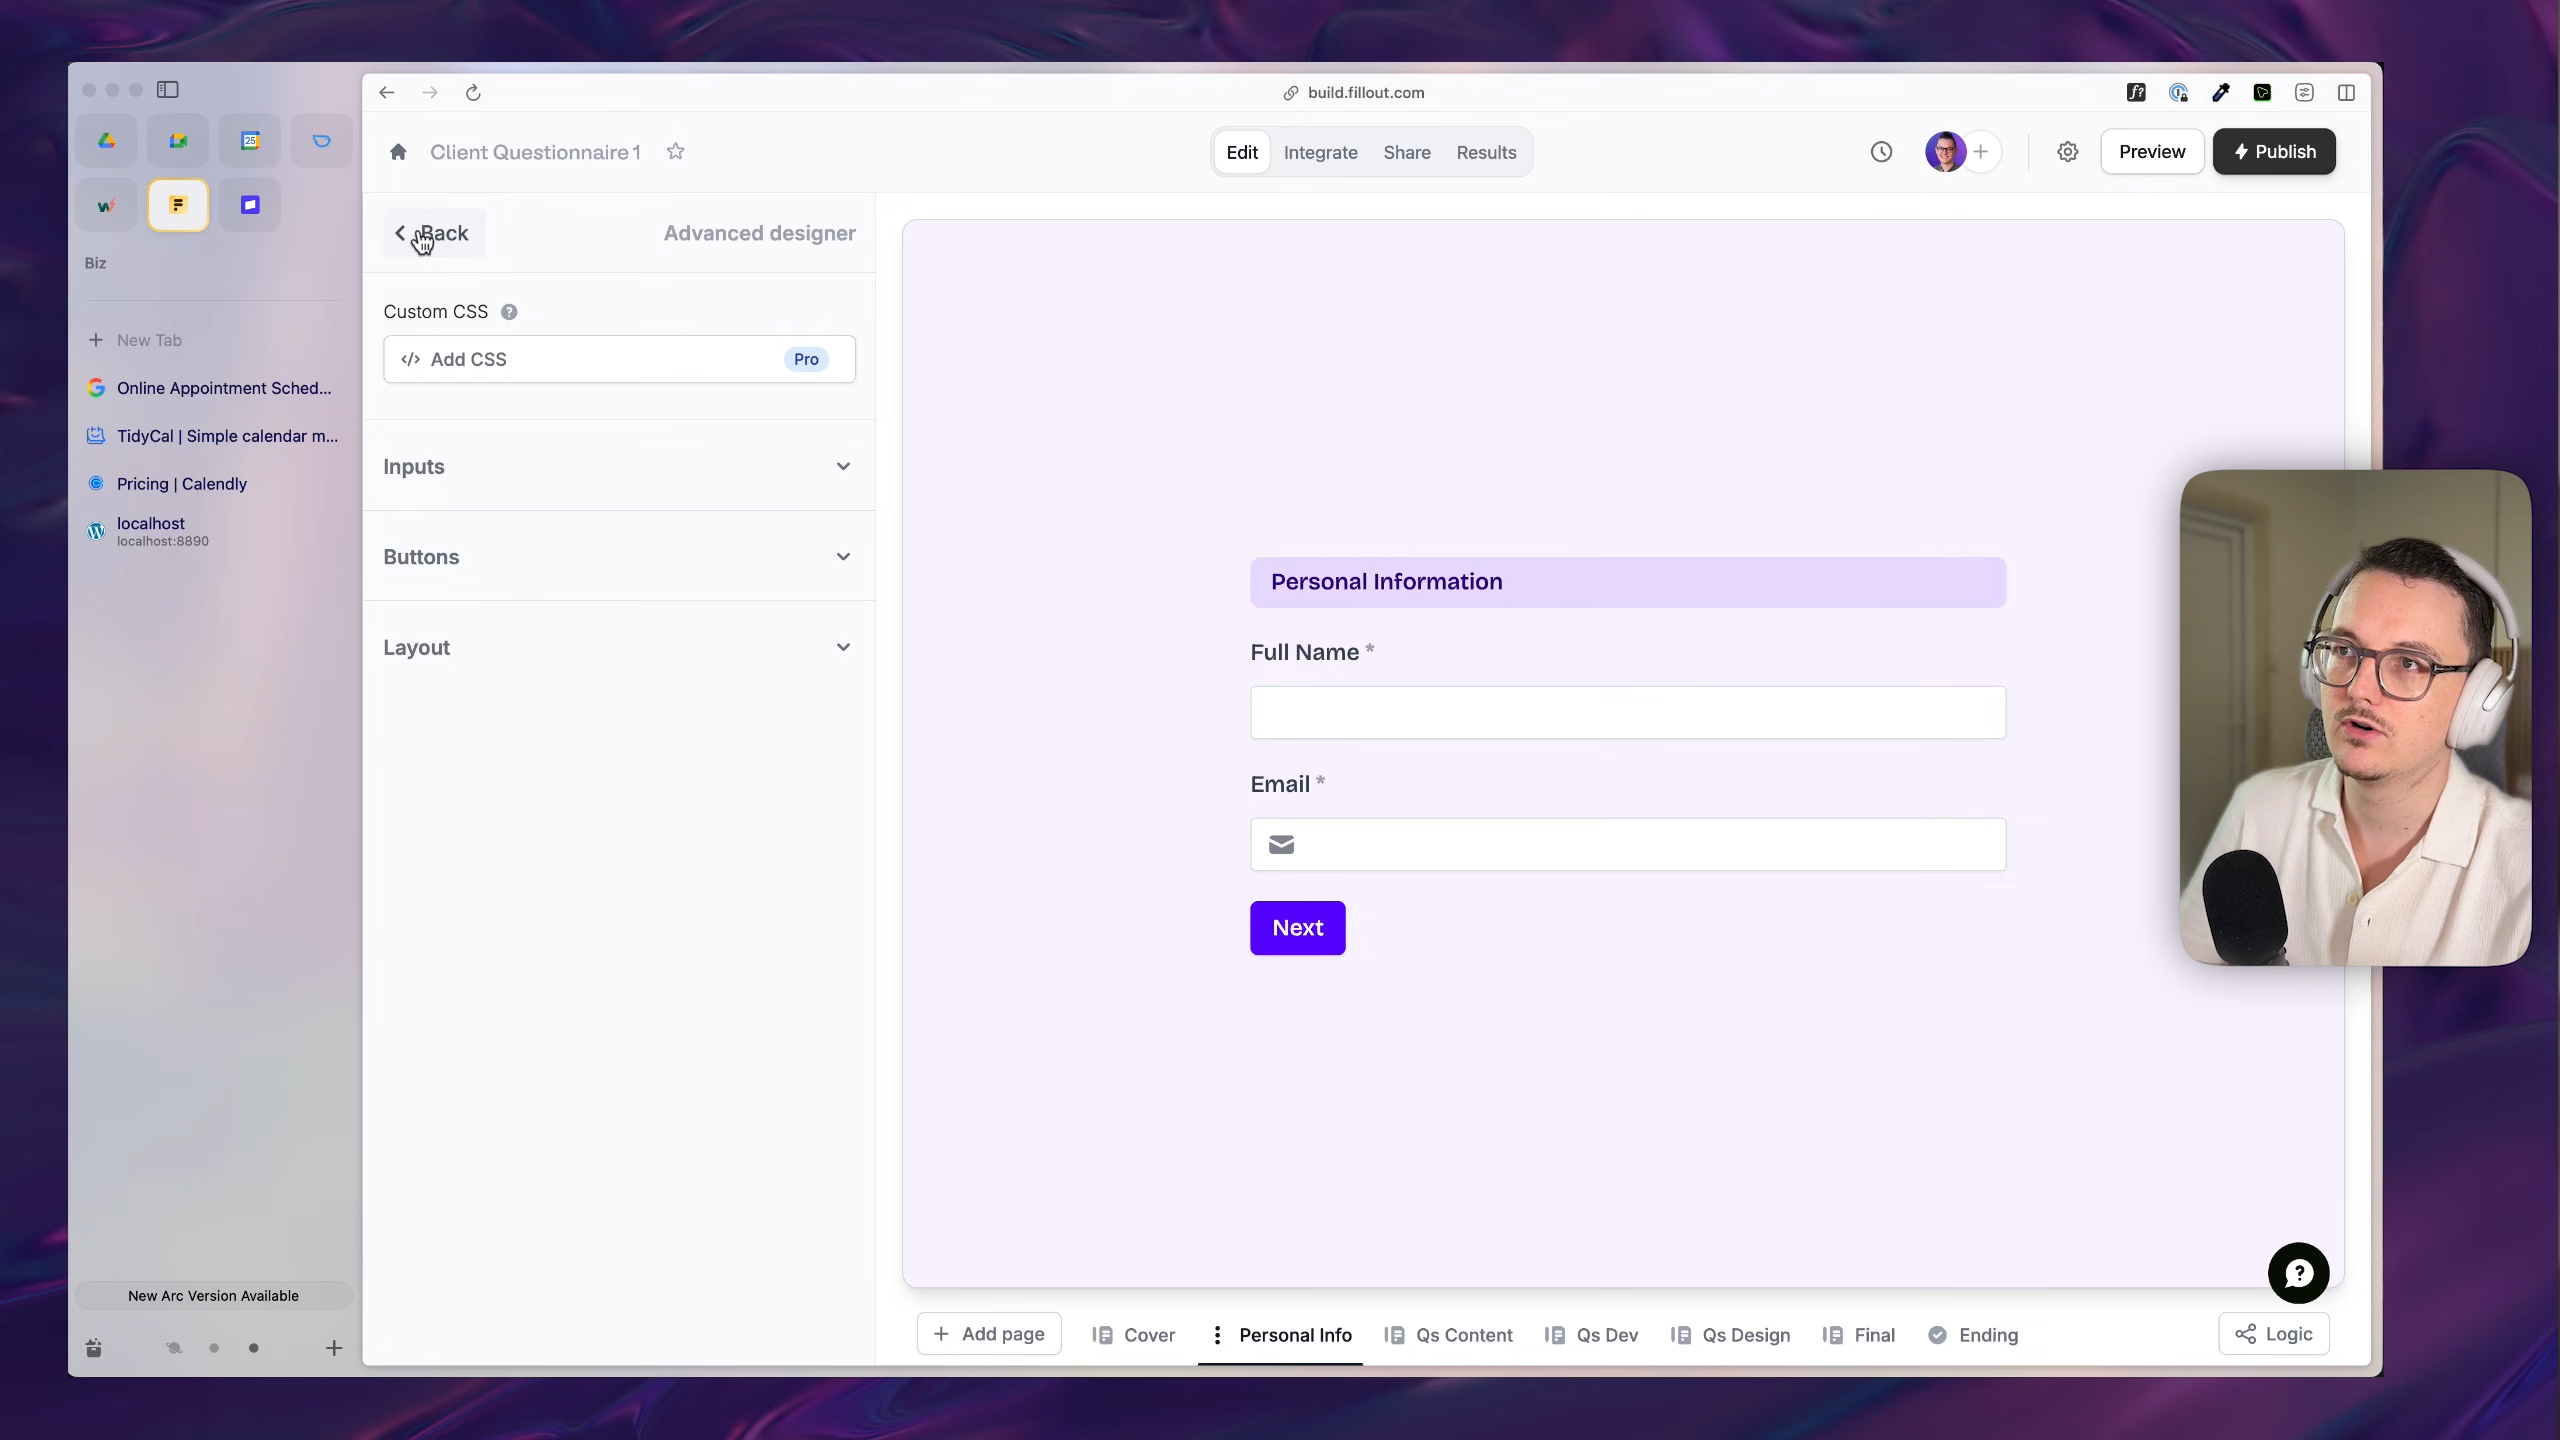 build.fillout.com
Client Questionnaire 1
Edit
Integrate
Share
Results
Preview
Publish
25
Biz
New Tab
Online Appointment Sched...
TidyCal | Simple calendar m...
Pricing | Calendly
localhost
localhost:8890
New Arc Version Available
Back
Advanced designer
Custom CSS
Add CSS
Pro
Inputs
Buttons
Layout
Personal Information
Full Name *
Email *
Next
Add page
Cover
Personal Info
Qs Content
Qs Dev
Qs Design
Final
Ending
Logic